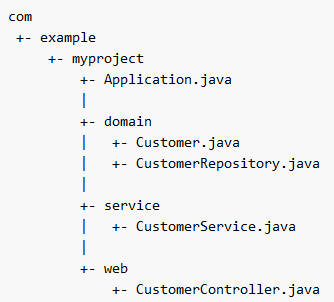 com
+- example
+- myproject
+- Application.java
|
+- domain
| +- Customer.java
| +- CustomerRepository.java
|
+- service
| +- CustomerService.java
|
+- web
+- CustomerController.java